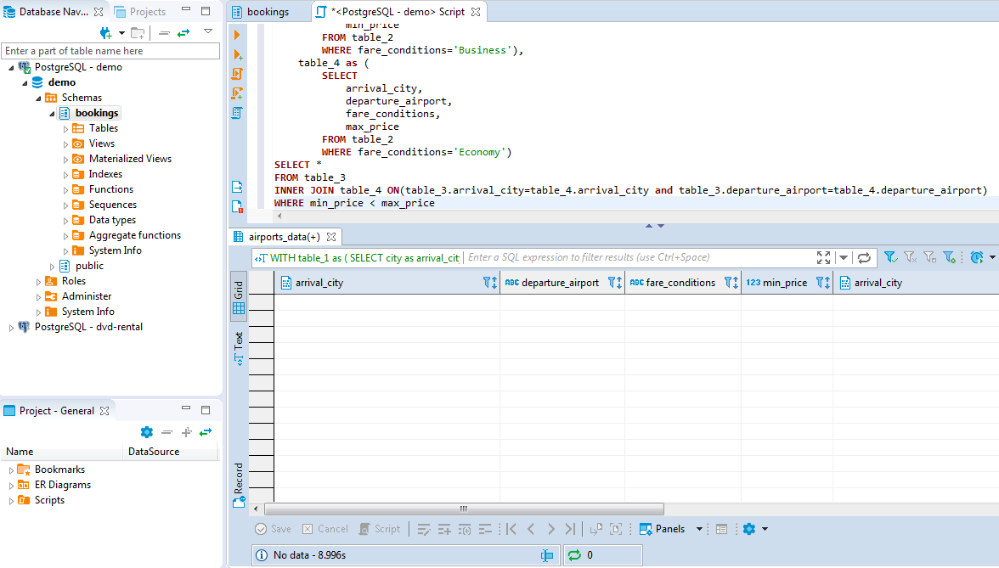 Database Nav...
Projects
Enter a part of table name here
PostgreSQL - demo
demo
Schemas
bookings
Tables
Views
Materialized Views
Indexes
Functions
Sequences
Data types
Aggregate functions
System Info
public
Roles
Administer
System Info
PostgreSQL - dvd-rental
Project - General
Name DataSource
Bookmarks
ER Diagrams
Scripts
bookings
*<PostgreSQL - demo> Script
min_price
FROM table_2
WHERE fare_conditions='Business'),
table_4 as (
SELECT
arrival_city,
departure_airport,
fare_conditions,
max_price
FROM table_2
WHERE fare_conditions='Economy')
SELECT *
FROM table_3
INNER JOIN table_4 ON(table_3.arrival_city=table_4.arrival_city and table_3.departure_airport=table_4.departure_airport)
WHERE min_price < max_price
airports_data(+)
WITH table_1 as ( SELECT city as arrival_cit
Enter a SQL expression to filter results (use Ctrl+Space)
Grid
Text
Record
arrival_city ABC departure_airport ABC fare_conditions 123 min_price arrival_city
Save Cancel Script Panels
No data - 8.996s
0